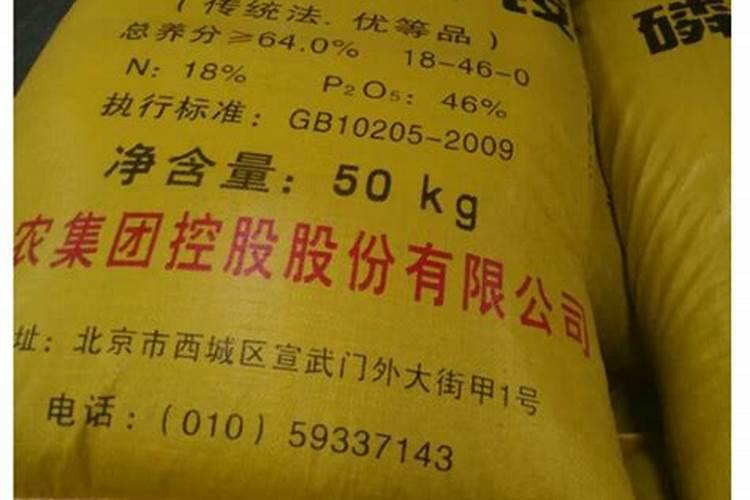 （传统法.优等品）
磷
总养分≥64.0% 18-46-0
N：18% P₂O₅：46%
执行标准：GB10205-2009
净含量：50 kg
农集团控股股份有限公司
址：北京市西城区宣武门外大街甲1号
电话：（010）59337143